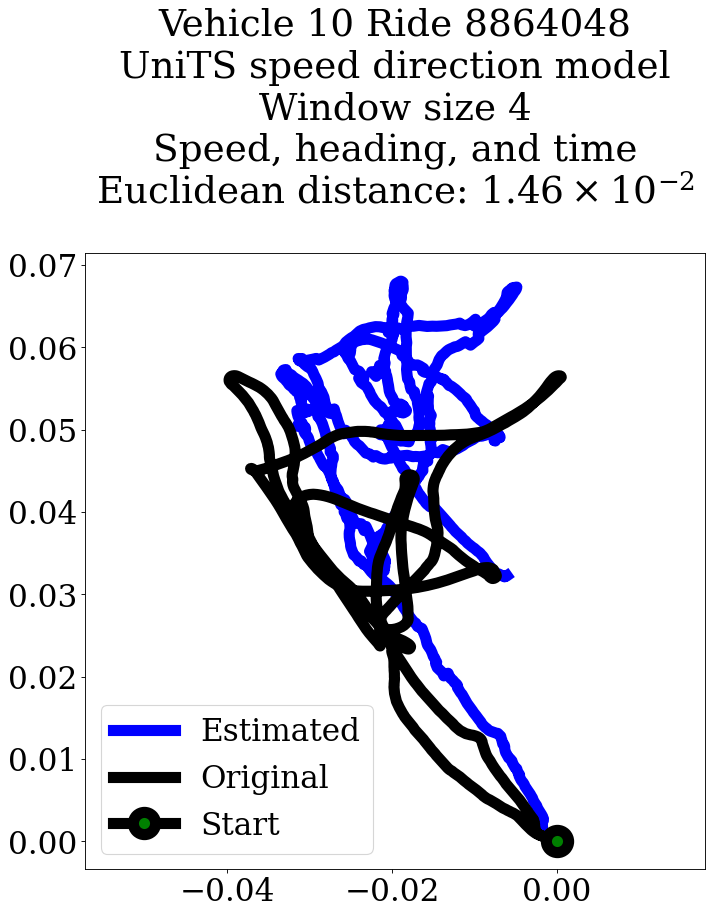 Vehicle 10 Ride 8864048
UniTS speed direction model
Window size 4
Speed, heading, and time
Euclidean distance: 1.46 × 10⁻²
0.07
0.06
0.05
0.04
0.03
0.02
0.01
0.00
Estimated
Original
Start
−0.04 −0.02 0.00